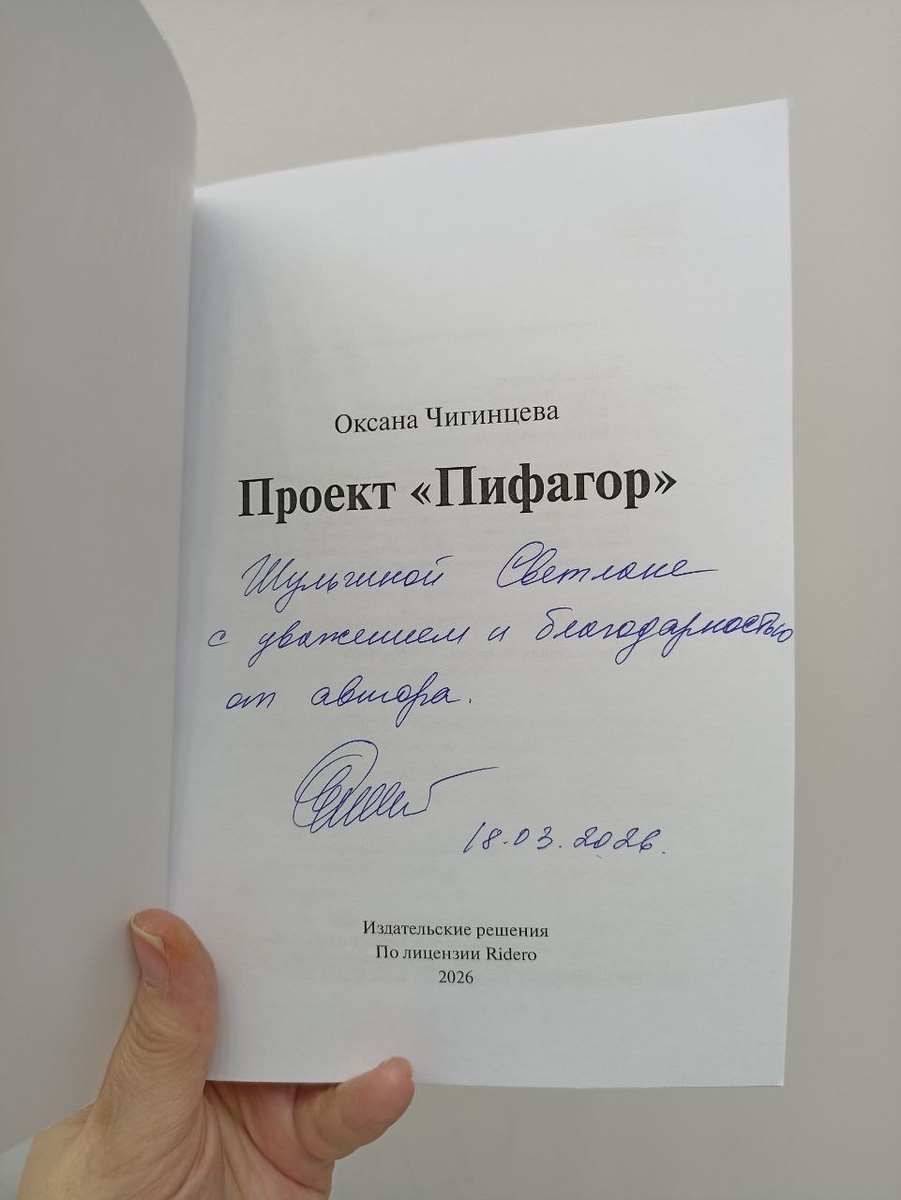 Оксана Чигинцева
Проект «Пифагор»
Шульгиной Светлане
с уважением и благодарностью
от автора.
18.03.2026.
Издательские решения
По лицензии Ridero
2026